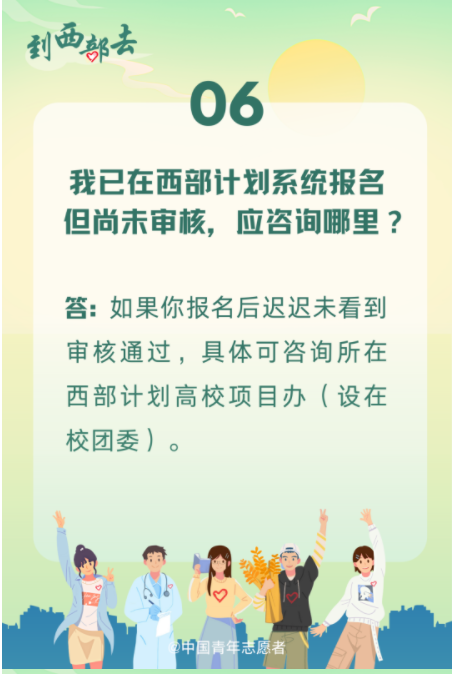 到西部去
06
我已在西部计划系统报名
但尚未审核，应咨询哪里？
答：如果你报名后迟迟未看到
审核通过，具体可咨询所在
西部计划高校项目办（设在
校团委）。
@中国青年志愿者